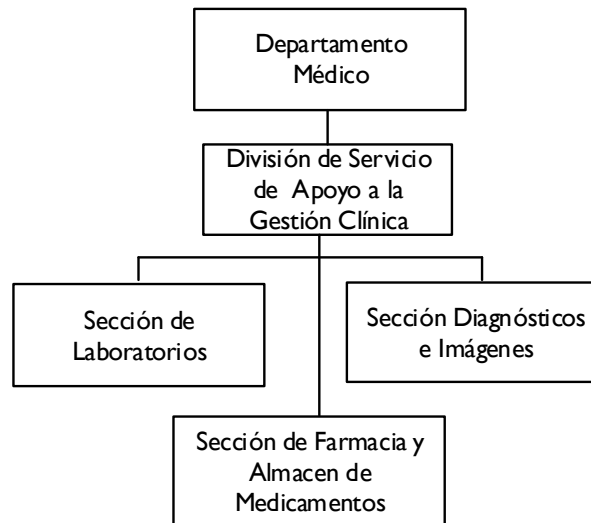 Departamento
Médico
División de Servicio
de Apoyo a la
Gestión Clínica
Sección de
Laboratorios
Sección Diagnósticos
e Imágenes
Sección de Farmacia y
Almacen de
Medicamentos